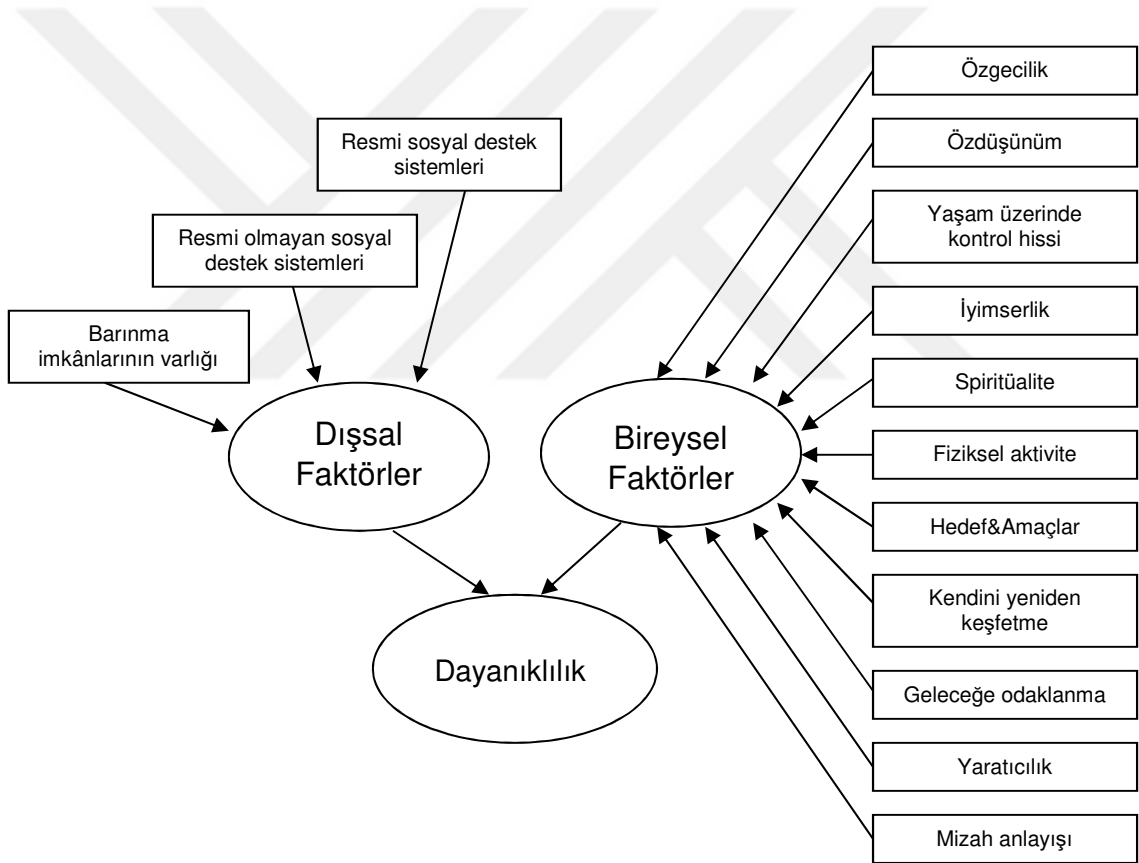 Özgecilik
Özdüşünüm
Yaşam üzerinde
kontrol hissi
İyimserlik
Spiritüalite
Fiziksel aktivite
Hedef&Amaçlar
Kendini yeniden
keşfetme
Geleceğe odaklanma
Yaratıcılık
Mizah anlayışı
Resmi sosyal destek
sistemleri
Resmi olmayan sosyal
destek sistemleri
Barınma
imkânlarının varlığı
Dışsal
Faktörler
Bireysel
Faktörler
Dayanıklılık